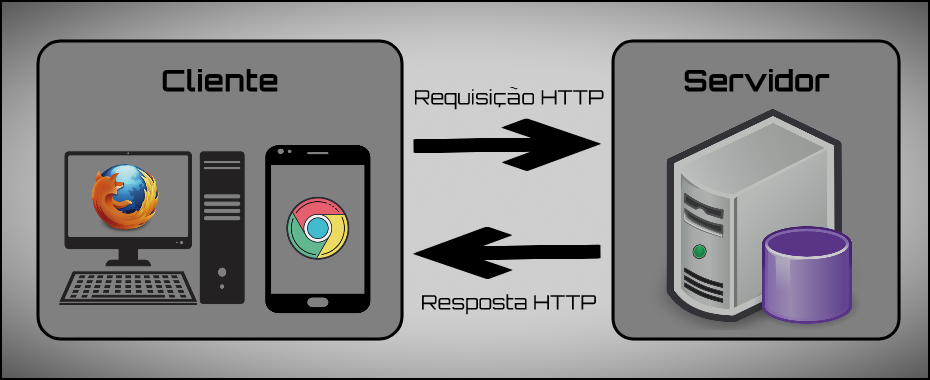 Cliente
Requisição HTTP
Servidor
Resposta HTTP